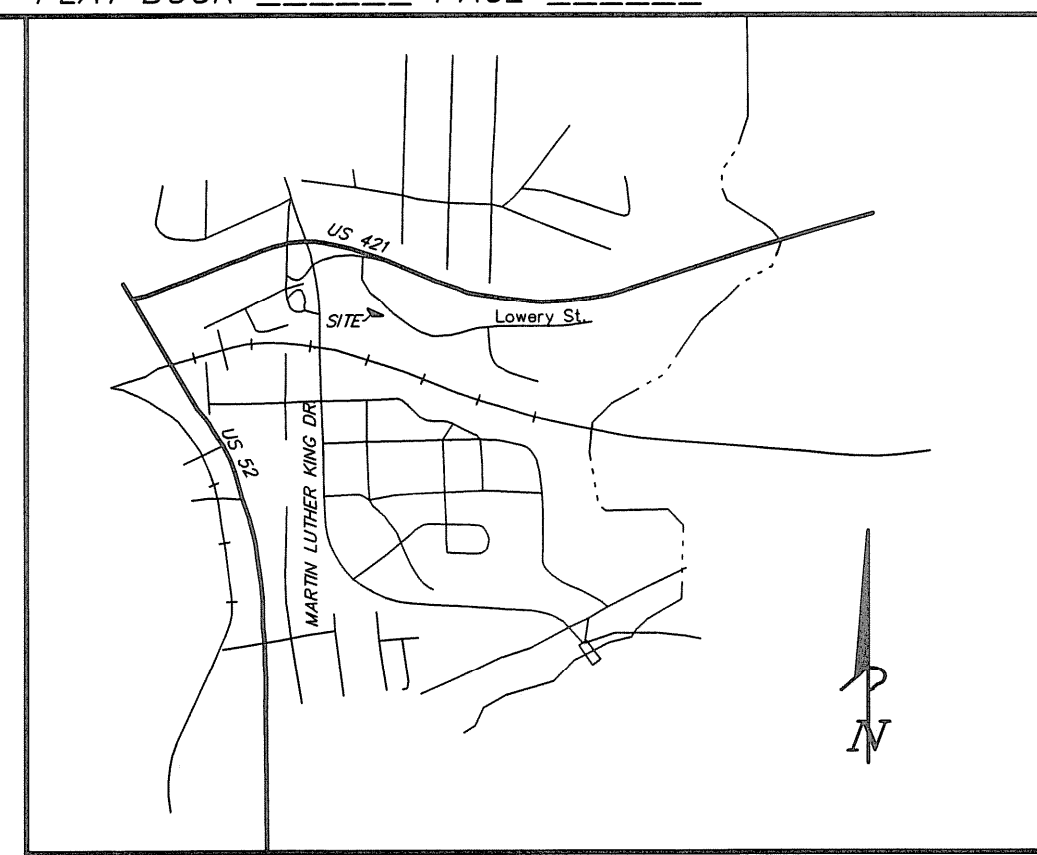 PLAT BOOK ______ PAGE ______
US 421
SITE
Lowery St.
US 52
MARTIN LUTHER KING DR.
N